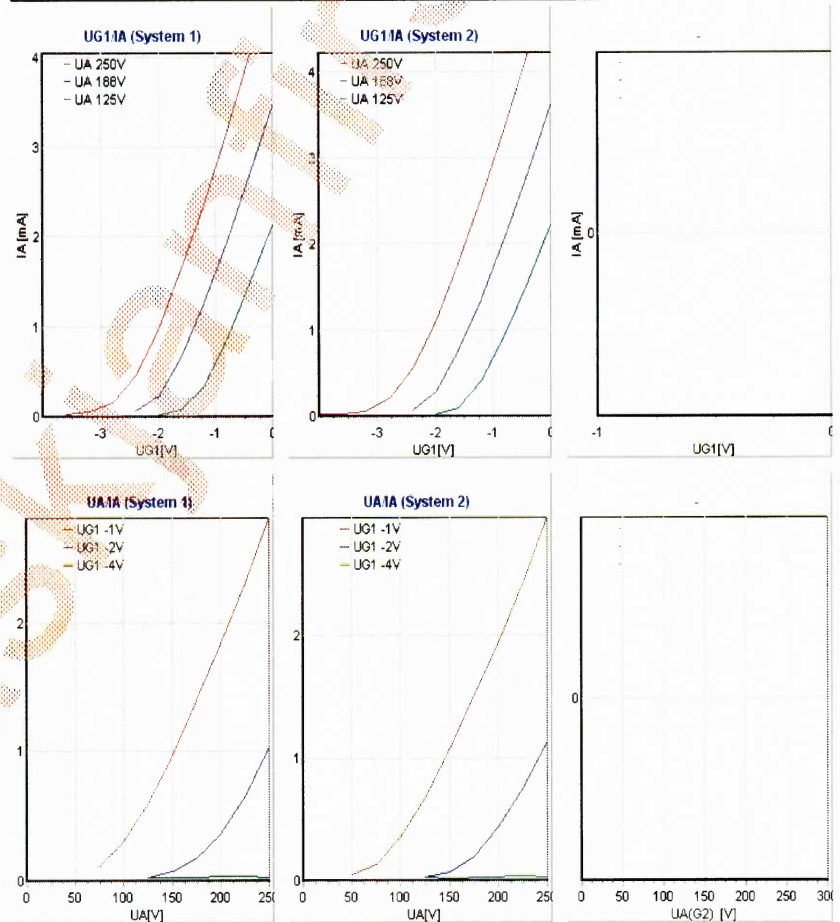 UG1/IA (System 1)
UA 250V
UA 188V
UA 125V
4
3
2
1
0
IA [mA]
-3
-2
-1
0
UG1[V]
UG1/IA (System 2)
UA 250V
UA 188V
UA 125V
4
3
2
1
0
IA [mA]
-3
-2
-1
0
UG1[V]
-
IA [mA]
0
-1
UG1[V]
UA/IA (System 1)
UG1 -1V
UG1 -2V
UG1 -4V
2
1
0
0
50
100
150
200
UA[V]
UA/IA (System 2)
UG1 -1V
UG1 -2V
UG1 -4V
2
1
0
0
50
100
150
200
UA[V]
-
0
0
50
100
150
200
250
300
UA(G2) [V]